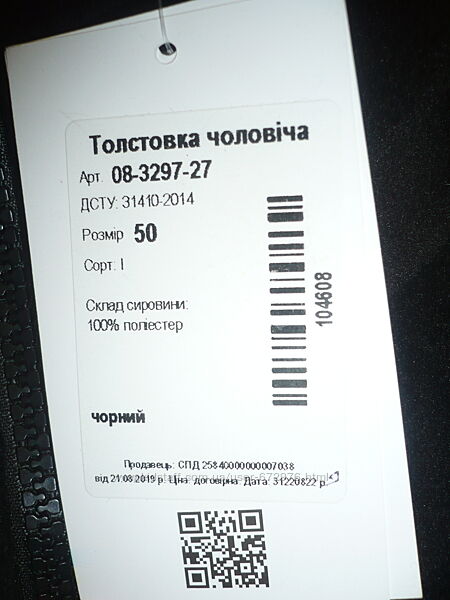 Толстовка чоловіча
Арт. 08-3297-27
ДСТУ: 31410-2014
Розмір 50
Сорт: I
Склад сировини:
100% поліестер
104608
чорний
Продавець: СПД 25840000000007038
від 21.08.2019 р. Ціна: договірна. Дата: 31220822 р.